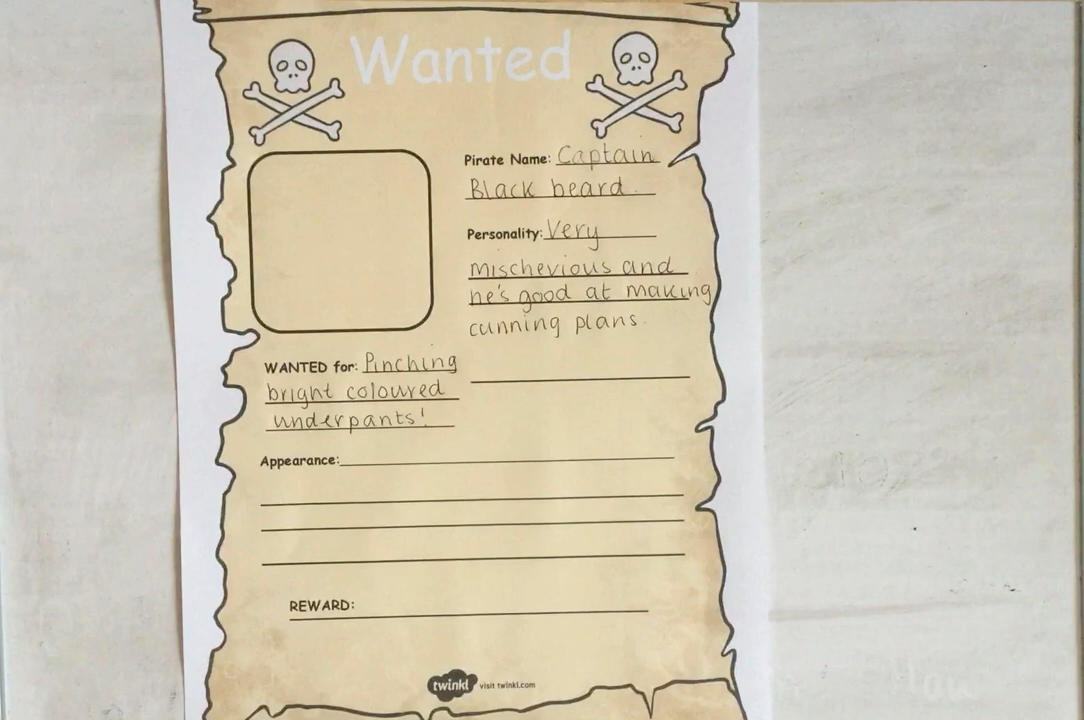 Wanted
Pirate Name: Captain
Black beard.
Personality: Very
mischevious and
he's good at making
cunning plans.
WANTED for: Pinching
bright coloured
underpants!
Appearance:
REWARD:
twinkl visit twinkl.com